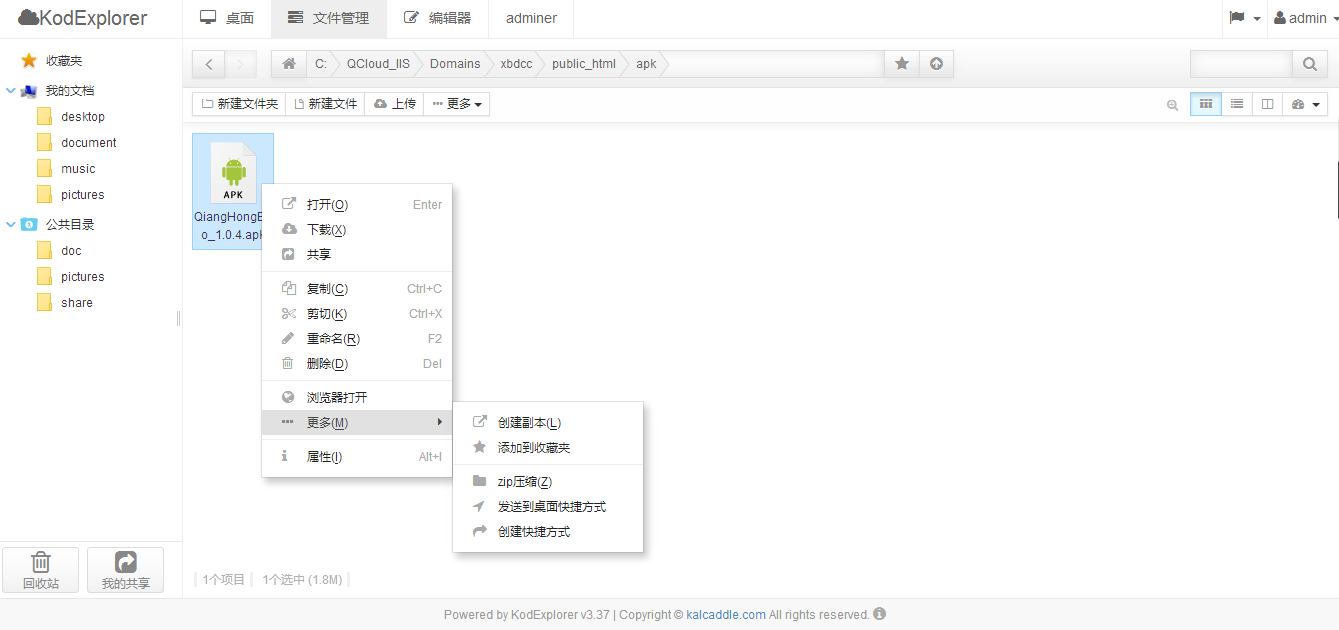 KodExplorer
桌面
文件管理
编辑器
adminer
admin
收藏夹
我的文档
desktop
document
music
pictures
公共目录
doc
pictures
share
回收站
我的共享
C:
QCloud_IIS
Domains
xbdcc
public_html
apk
新建文件夹
新建文件
上传
更多
APK
QiangHongB
o_1.0.4.apk
打开(O) Enter
下载(X)
共享
复制(C) Ctrl+C
剪切(K) Ctrl+X
重命名(R) F2
删除(D) Del
浏览器打开
更多(M)
属性(I) Alt+I
创建副本(L)
添加到收藏夹
zip压缩(Z)
发送到桌面快捷方式
创建快捷方式
1个项目
1个选中 (1.8M)
Powered by KodExplorer v3.37 | Copyright © kalcaddle.com All rights reserved.